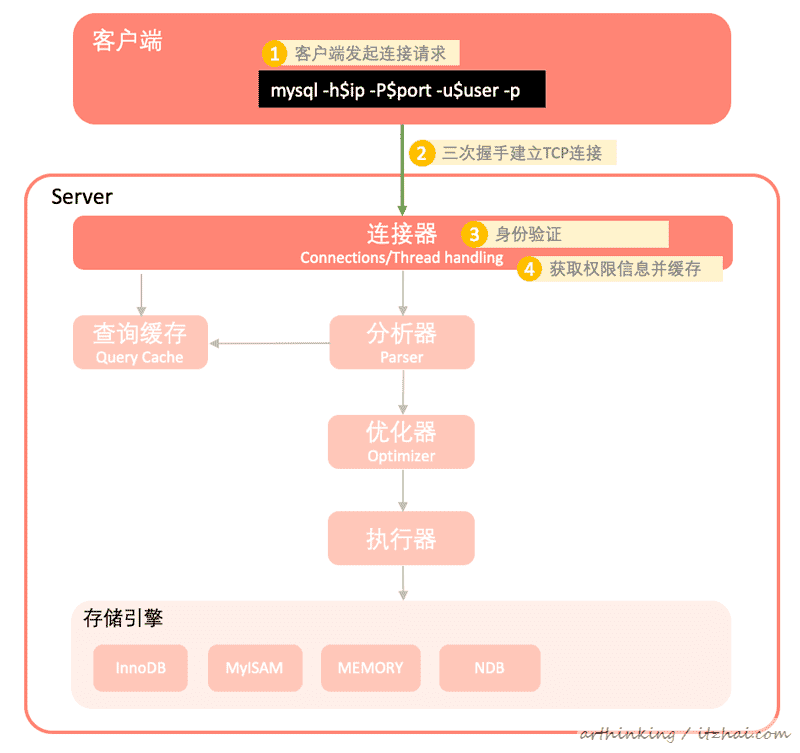 客户端
1 客户端发起连接请求
mysql -h$ip -P$port -u$user -p
2 三次握手建立TCP连接
Server
连接器
3 身份验证
Connections/Thread handling
4 获取权限信息并缓存
查询缓存
Query Cache
分析器
Parser
优化器
Optimizer
执行器
存储引擎
InnoDB
MyISAM
MEMORY
NDB
arthinking / itzhai.com